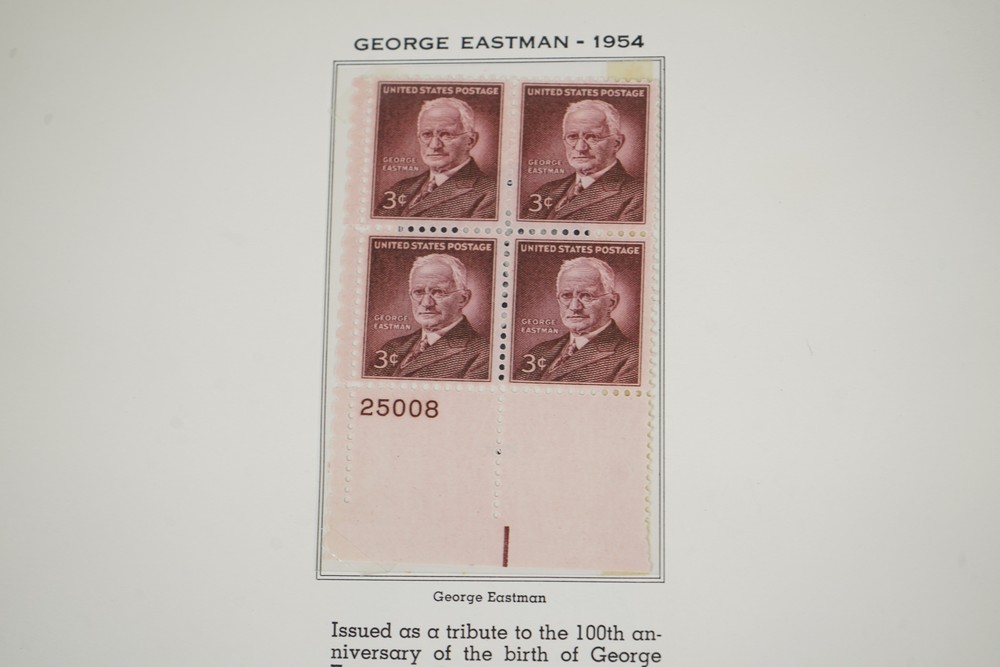 GEORGE EASTMAN - 1954
UNITED STATES POSTAGE
GEORGE
EASTMAN
3¢
UNITED STATES POSTAGE
GEORGE
EASTMAN
3¢
UNITED STATES POSTAGE
GEORGE
EASTMAN
3¢
UNITED STATES POSTAGE
GEORGE
EASTMAN
3¢
25008
George Eastman
Issued as a tribute to the 100th an-
niversary of the birth of George